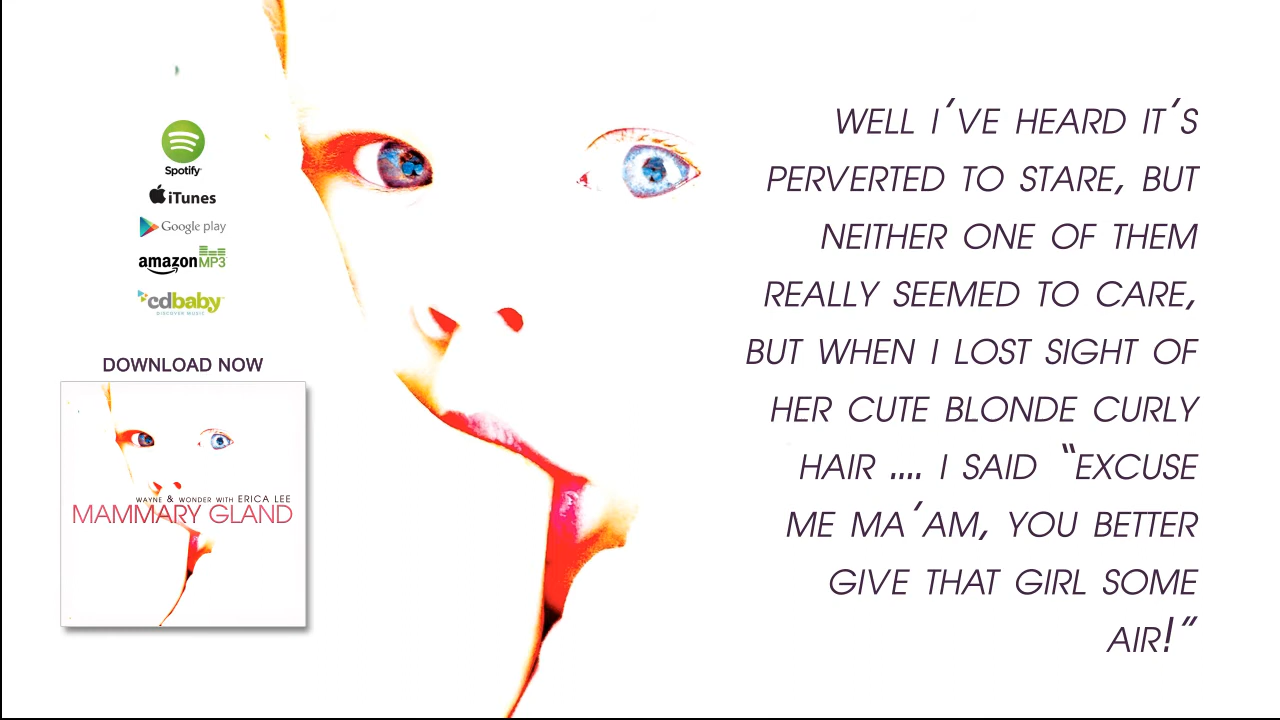 Spotify
iTunes
Google play
amazonMP3
cdbaby
DISCOVER MUSIC
DOWNLOAD NOW
WAYNE & WONDER WITH ERICA LEE
MAMMARY GLAND
WELL I'VE HEARD IT'S
PERVERTED TO STARE, BUT
NEITHER ONE OF THEM
REALLY SEEMED TO CARE,
BUT WHEN I LOST SIGHT OF
HER CUTE BLONDE CURLY
HAIR .... I SAID “EXCUSE
ME MA'AM, YOU BETTER
GIVE THAT GIRL SOME
AIR!”